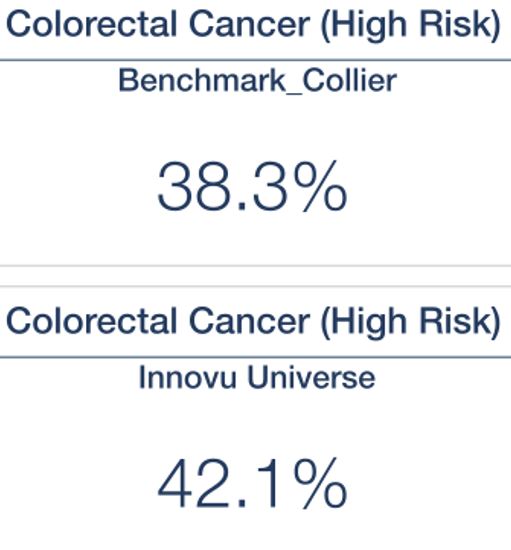 Colorectal Cancer (High Risk)
Benchmark_Collier
38.3%
Colorectal Cancer (High Risk)
Innovu Universe
42.1%